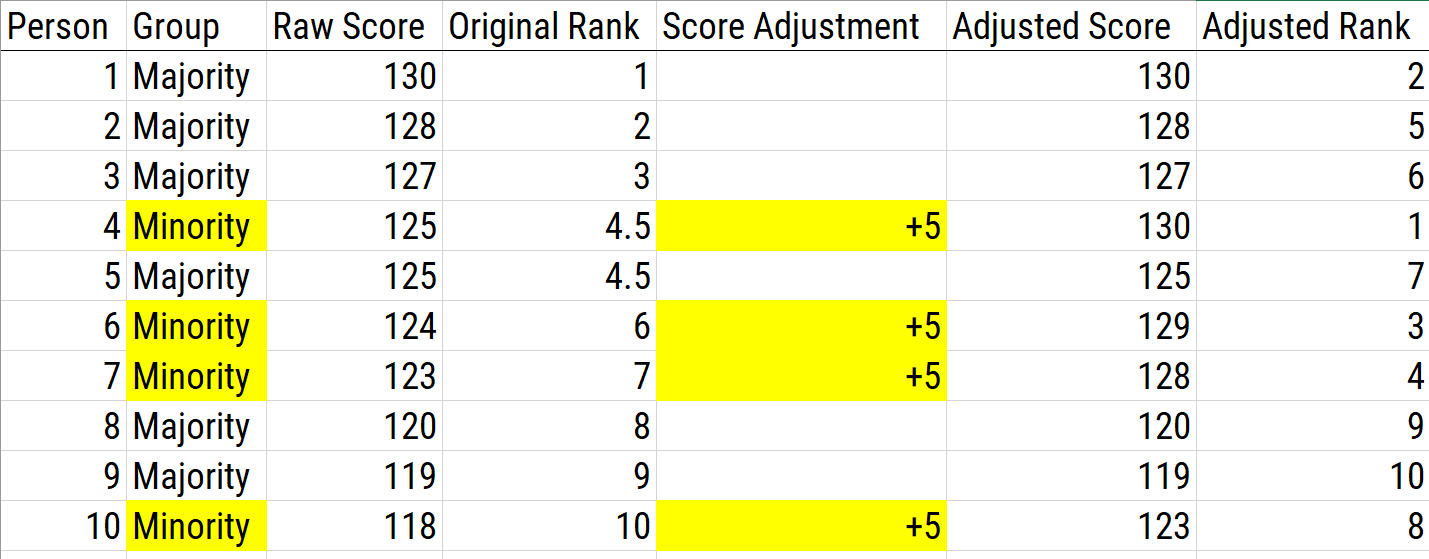 Person Group Raw Score Original Rank Score Adjustment Adjusted Score Adjusted Rank
1 Majority 130 1 130 2
2 Majority 128 2 128 5
3 Majority 127 3 127 6
4 Minority 125 4.5 +5 130 1
5 Majority 125 4.5 125 7
6 Minority 124 6 +5 129 3
7 Minority 123 7 +5 128 4
8 Majority 120 8 120 9
9 Majority 119 9 119 10
10 Minority 118 10 +5 123 8